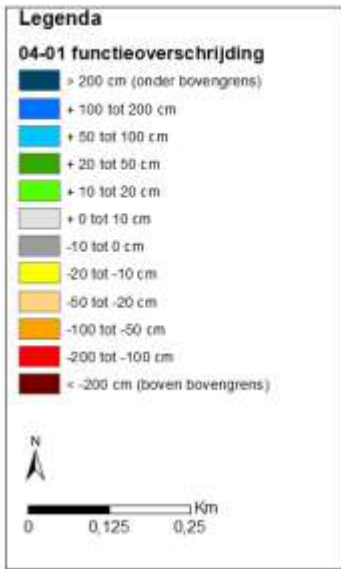 Legenda
04-01 functieoverschrijding
> 200 cm (onder bovengrens)
+ 100 tot 200 cm
+ 50 tot 100 cm
+ 20 tot 50 cm
+ 10 tot 20 cm
+ 0 tot 10 cm
-10 tot 0 cm
-20 tot -10 cm
-50 tot -20 cm
-100 tot -50 cm
-200 tot -100 cm
< -200 cm (boven bovengrens)
N
Km
0 0,125 0,25